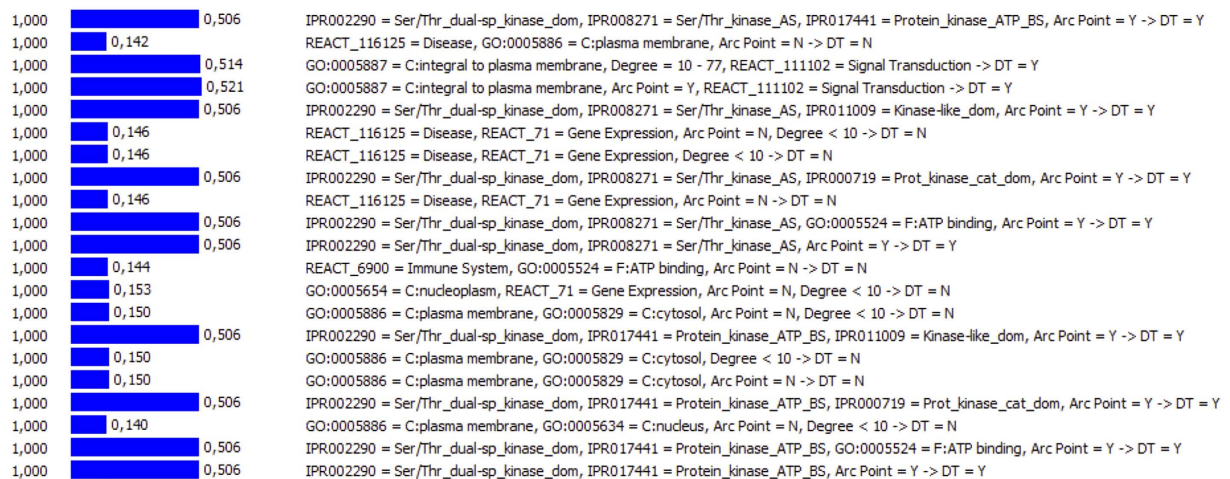 1,000 0,506 IPR002290 = Ser/Thr_dual-sp_kinase_dom, IPR008271 = Ser/Thr_kinase_AS, IPR017441 = Protein_kinase_ATP_BS, Arc Point = Y -> DT = Y
1,000 0,142 REACT_116125 = Disease, GO:0005886 = C:plasma membrane, Arc Point = N -> DT = N
1,000 0,514 GO:0005887 = C:integral to plasma membrane, Degree = 10 - 77, REACT_111102 = Signal Transduction -> DT = Y
1,000 0,521 GO:0005887 = C:integral to plasma membrane, Arc Point = Y, REACT_111102 = Signal Transduction -> DT = Y
1,000 0,506 IPR002290 = Ser/Thr_dual-sp_kinase_dom, IPR008271 = Ser/Thr_kinase_AS, IPR011009 = Kinase-like_dom, Arc Point = Y -> DT = Y
1,000 0,146 REACT_116125 = Disease, REACT_71 = Gene Expression, Arc Point = N, Degree < 10 -> DT = N
1,000 0,146 REACT_116125 = Disease, REACT_71 = Gene Expression, Degree < 10 -> DT = N
1,000 0,506 IPR002290 = Ser/Thr_dual-sp_kinase_dom, IPR008271 = Ser/Thr_kinase_AS, IPR000719 = Prot_kinase_cat_dom, Arc Point = Y -> DT = Y
1,000 0,146 REACT_116125 = Disease, REACT_71 = Gene Expression, Arc Point = N -> DT = N
1,000 0,506 IPR002290 = Ser/Thr_dual-sp_kinase_dom, IPR008271 = Ser/Thr_kinase_AS, GO:0005524 = F:ATP binding, Arc Point = Y -> DT = Y
1,000 0,506 IPR002290 = Ser/Thr_dual-sp_kinase_dom, IPR008271 = Ser/Thr_kinase_AS, Arc Point = Y -> DT = Y
1,000 0,144 REACT_6900 = Immune System, GO:0005524 = F:ATP binding, Arc Point = N -> DT = N
1,000 0,153 GO:0005654 = C:nucleoplasm, REACT_71 = Gene Expression, Arc Point = N, Degree < 10 -> DT = N
1,000 0,150 GO:0005886 = C:plasma membrane, GO:0005829 = C:cytosol, Arc Point = N, Degree < 10 -> DT = N
1,000 0,506 IPR002290 = Ser/Thr_dual-sp_kinase_dom, IPR017441 = Protein_kinase_ATP_BS, IPR011009 = Kinase-like_dom, Arc Point = Y -> DT = Y
1,000 0,150 GO:0005886 = C:plasma membrane, GO:0005829 = C:cytosol, Degree < 10 -> DT = N
1,000 0,150 GO:0005886 = C:plasma membrane, GO:0005829 = C:cytosol, Arc Point = N -> DT = N
1,000 0,506 IPR002290 = Ser/Thr_dual-sp_kinase_dom, IPR017441 = Protein_kinase_ATP_BS, IPR000719 = Prot_kinase_cat_dom, Arc Point = Y -> DT = Y
1,000 0,140 GO:0005886 = C:plasma membrane, GO:0005634 = C:nucleus, Arc Point = N, Degree < 10 -> DT = N
1,000 0,506 IPR002290 = Ser/Thr_dual-sp_kinase_dom, IPR017441 = Protein_kinase_ATP_BS, GO:0005524 = F:ATP binding, Arc Point = Y -> DT = Y
1,000 0,506 IPR002290 = Ser/Thr_dual-sp_kinase_dom, IPR017441 = Protein_kinase_ATP_BS, Arc Point = Y -> DT = Y